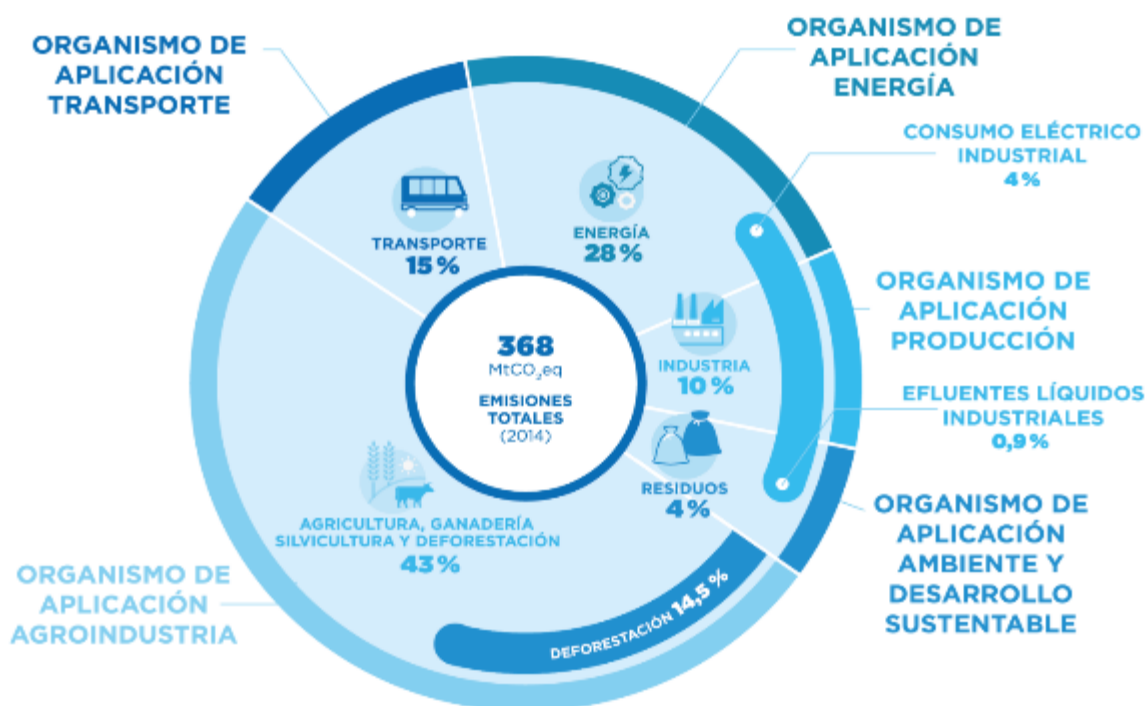 ORGANISMO DE
APLICACIÓN
TRANSPORTE
ORGANISMO DE
APLICACIÓN
ENERGÍA
CONSUMO ELÉCTRICO
INDUSTRIAL
4%
TRANSPORTE
15%
ENERGÍA
28%
ORGANISMO DE
APLICACIÓN
PRODUCCIÓN
368
MtCO₂eq
EMISIONES
TOTALES
(2014)
INDUSTRIA
10%
EFLUENTES LÍQUIDOS
INDUSTRIALES
0,9%
RESIDUOS
4%
AGRICULTURA, GANADERÍA
SILVICULTURA Y DEFORESTACIÓN
43%
ORGANISMO DE
APLICACIÓN
AMBIENTE Y
DESARROLLO
SUSTENTABLE
ORGANISMO DE
APLICACIÓN
AGROINDUSTRIA
DEFORESTACIÓN 14,5%